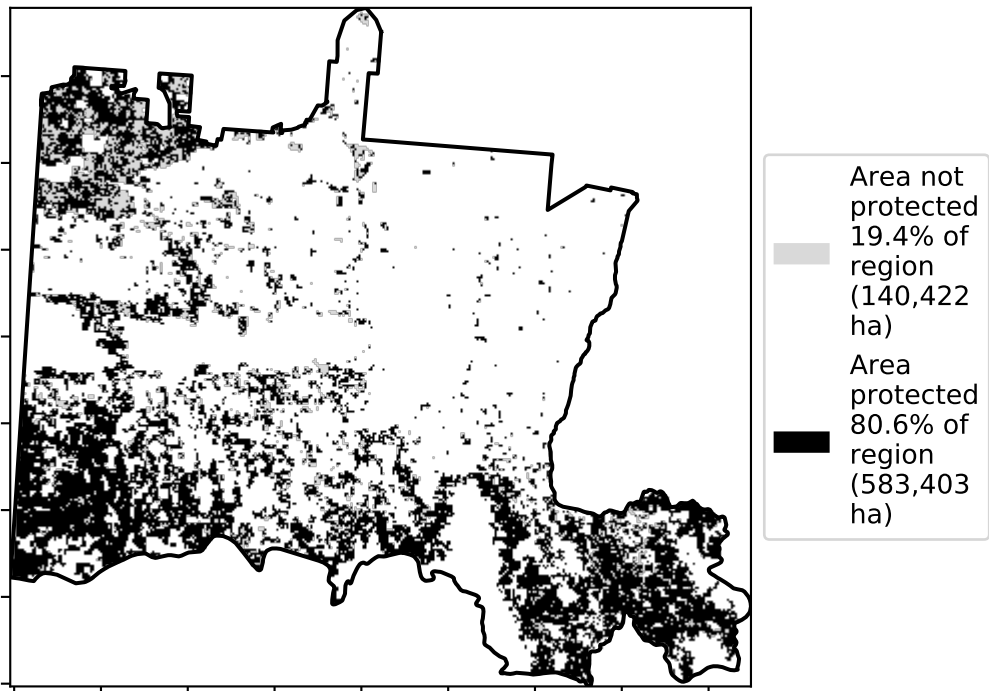 Area not
protected
19.4% of
region
(140,422
ha)
Area
protected
80.6% of
region
(583,403
ha)